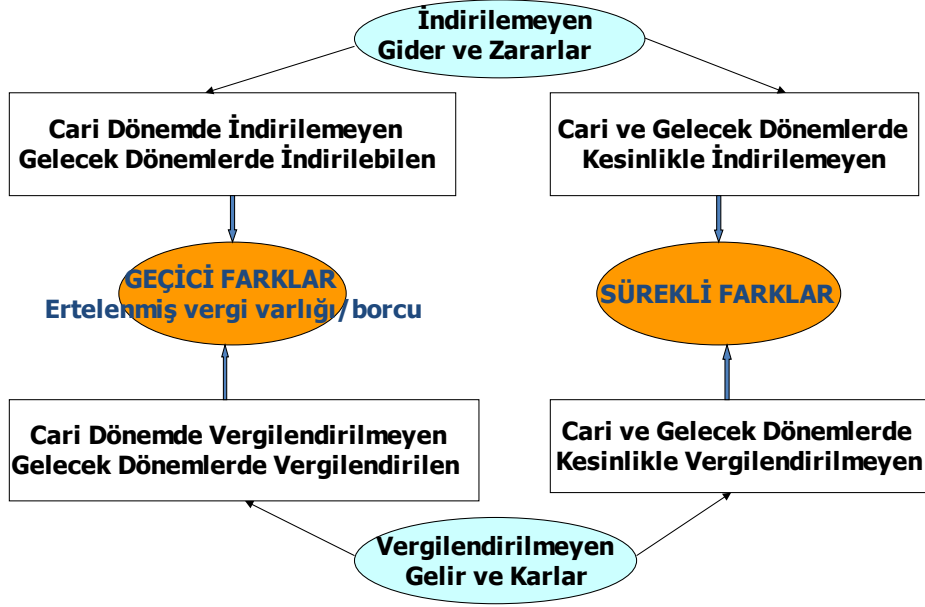 İndirilemeyen
Gider ve Zararlar
Cari Dönemde İndirilemeyen
Gelecek Dönemlerde İndirilebilen
Cari ve Gelecek Dönemlerde
Kesinlikle İndirilemeyen
GEÇİCİ FARKLAR
Ertelenmiş vergi varlığı/borcu
SÜREKLİ FARKLAR
Cari Dönemde Vergilendirilmeyen
Gelecek Dönemlerde Vergilendirilen
Cari ve Gelecek Dönemlerde
Kesinlikle Vergilendirilmeyen
Vergilendirilmeyen
Gelir ve Karlar